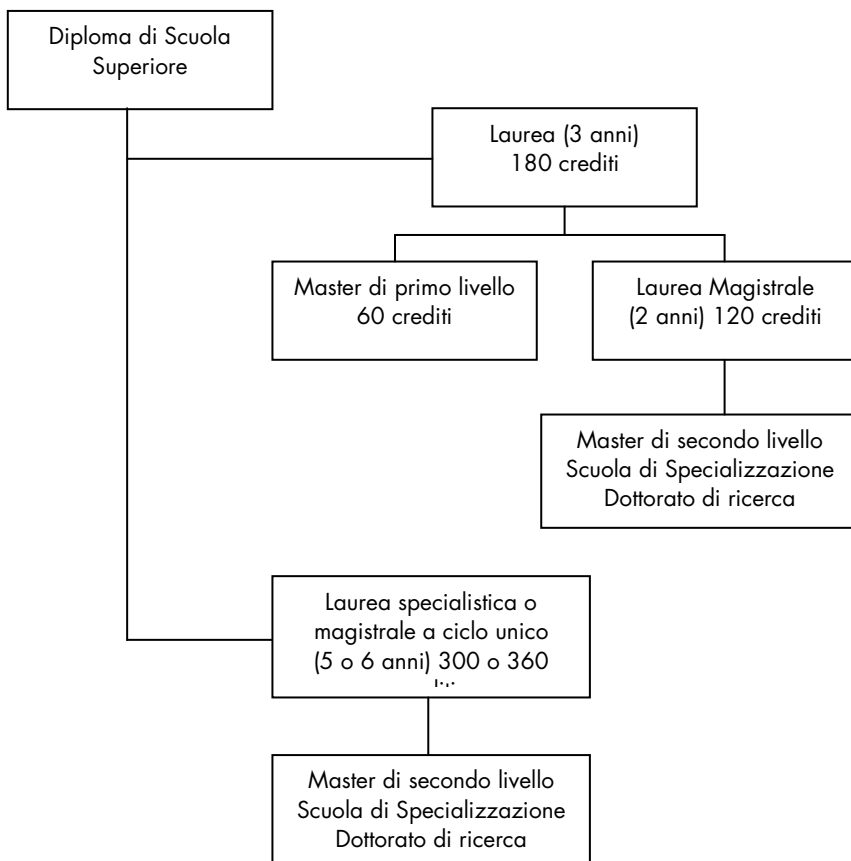 Diploma di Scuola
Superiore
Laurea (3 anni)
180 crediti
Master di primo livello
60 crediti
Laurea Magistrale
(2 anni) 120 crediti
Master di secondo livello
Scuola di Specializzazione
Dottorato di ricerca
Laurea specialistica o
magistrale a ciclo unico
(5 o 6 anni) 300 o 360
Master di secondo livello
Scuola di Specializzazione
Dottorato di ricerca